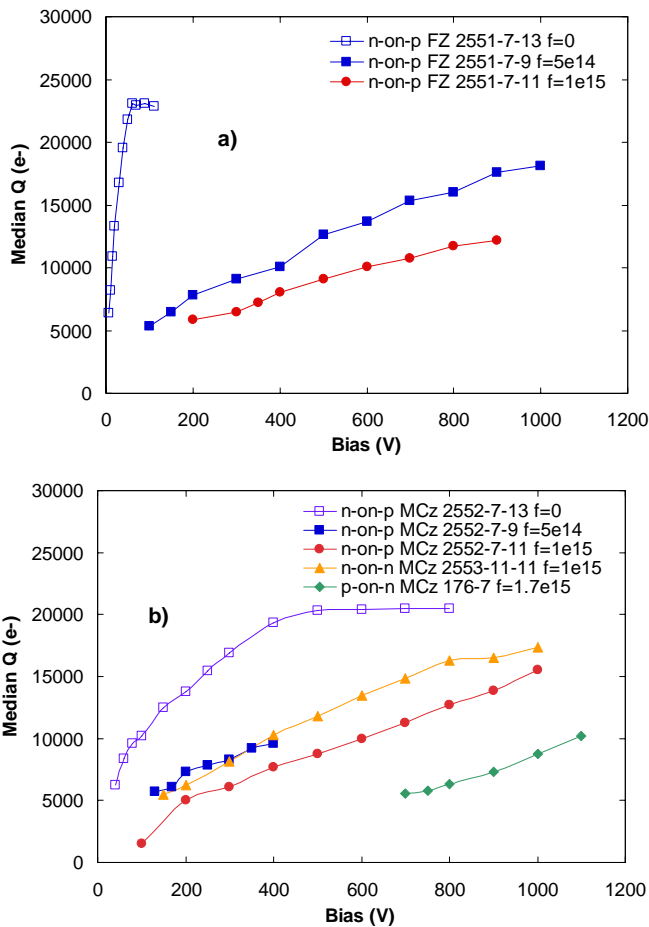 30000
n-on-p FZ 2551-7-13 f=0
n-on-p FZ 2551-7-9 f=5e14
n-on-p FZ 2551-7-11 f=1e15
25000
a)
20000
Median Q (e-)
15000
10000
5000
0
0 200 400 600 800 1000 1200
Bias (V)
30000
n-on-p MCz 2552-7-13 f=0
n-on-p MCz 2552-7-9 f=5e14
n-on-p MCz 2552-7-11 f=1e15
n-on-n MCz 2553-11-11 f=1e15
p-on-n MCz 176-7 f=1.7e15
25000
b)
20000
Median Q (e-)
15000
10000
5000
0
0 200 400 600 800 1000 1200
Bias (V)